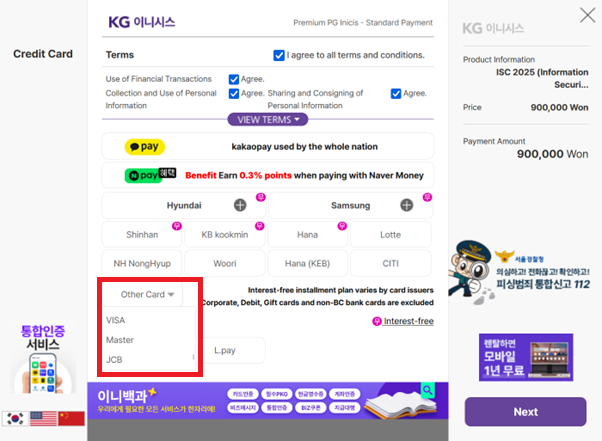 KG 이니시스
Premium PG Inicis - Standard Payment
Credit Card
Terms
I agree to all terms and conditions.
Use of Financial Transactions
Agree.
Collection and Use of Personal Information
Agree.
Sharing and Consigning of Personal Information
Agree.
VIEW TERMS
pay
kakaopay used by the whole nation
N pay 혜택
Benefit Earn 0.3% points when paying with Naver Money
Hyundai
Samsung
Shinhan
KB kookmin
Hana
Lotte
NH NongHyup
Woori
Hana (KEB)
CITI
Other Card
VISA
Master
JCB
Interest-free installment plan varies by card issuers
Corporate, Debit, Gift cards and non-BC bank cards are excluded
무 Interest-free
L.pay
통합인증
서비스
이니백과
우리에게 필요한 모든 서비스가 한자리에!
카드인증
필수PKG
현금영수증
계좌인증
비즈메시지
통합인증
BIZ쿠폰
지급대행
KG 이니시스
Product Information
ISC 2025 (Information
Securi...
Price
900,000 Won
Payment Amount
900,000 Won
서울경찰청
의심하고! 전화끊고! 확인하고!
피싱범죄 통합신고 112
렌탈하면
모바일
1년 무료
Next